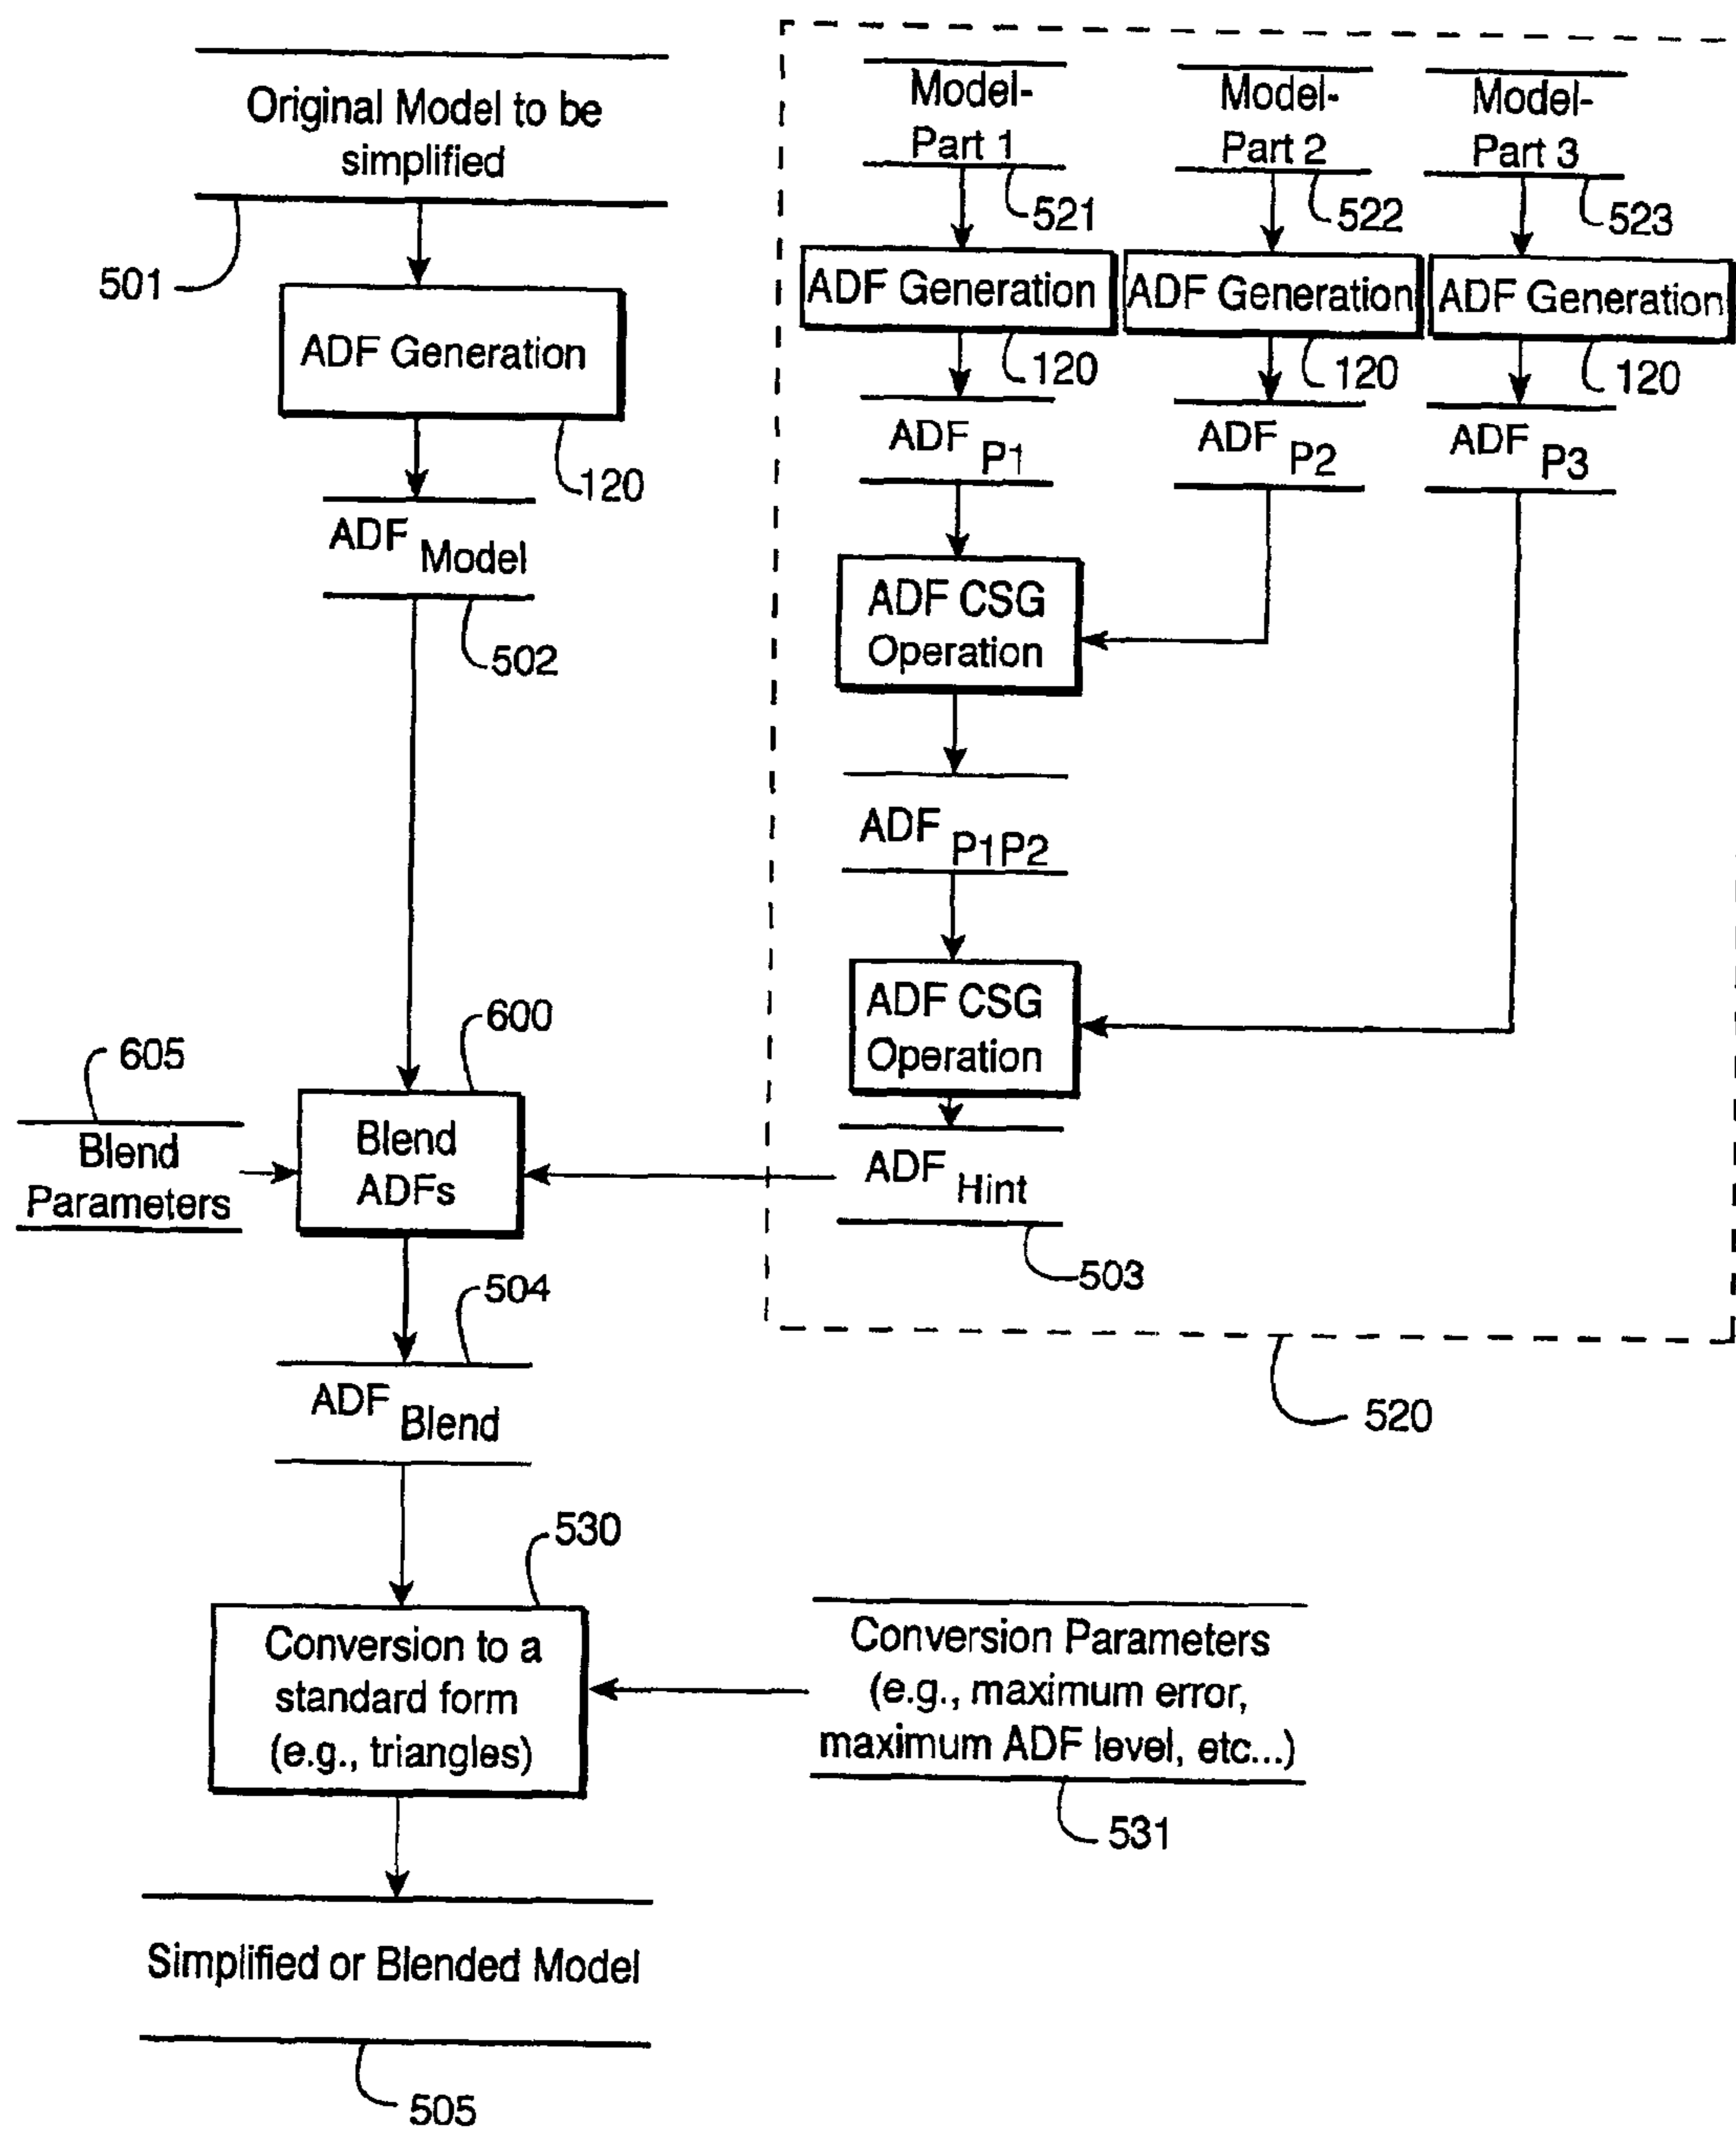 Original Model to be
simplified
501
ADF Generation
120
ADF Model
502
Model-
Part 1
521
Model-
Part 2
522
Model-
Part 3
523
ADF Generation
ADF Generation
ADF Generation
120
120
120
ADF P1
ADF P2
ADF P3
ADF CSG
Operation
ADF P1P2
ADF CSG
Operation
ADF Hint
503
520
600
605
Blend
Parameters
Blend
ADFs
504
ADF Blend
530
Conversion to a
standard form
(e.g., triangles)
Conversion Parameters
(e.g., maximum error,
maximum ADF level, etc...)
531
Simplified or Blended Model
505